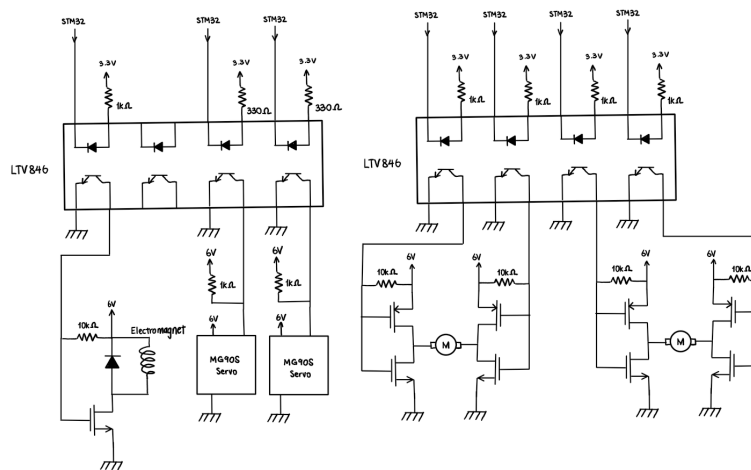 STM32 STM32 STM32 STM32 STM32 STM32 STM32
3.3V 3.3V 3.3V 3.3V 3.3V 3.3V 3.3V
1kΩ 330Ω 330Ω 1kΩ 1kΩ 1kΩ 1kΩ
LTV846 LTV846
6V 6V 6V 6V 6V 6V
1kΩ 1kΩ 10kΩ 10kΩ 10kΩ 10kΩ
6V 6V 6V
10kΩ Electromagnet
M M
MG90S MG90S
Servo Servo